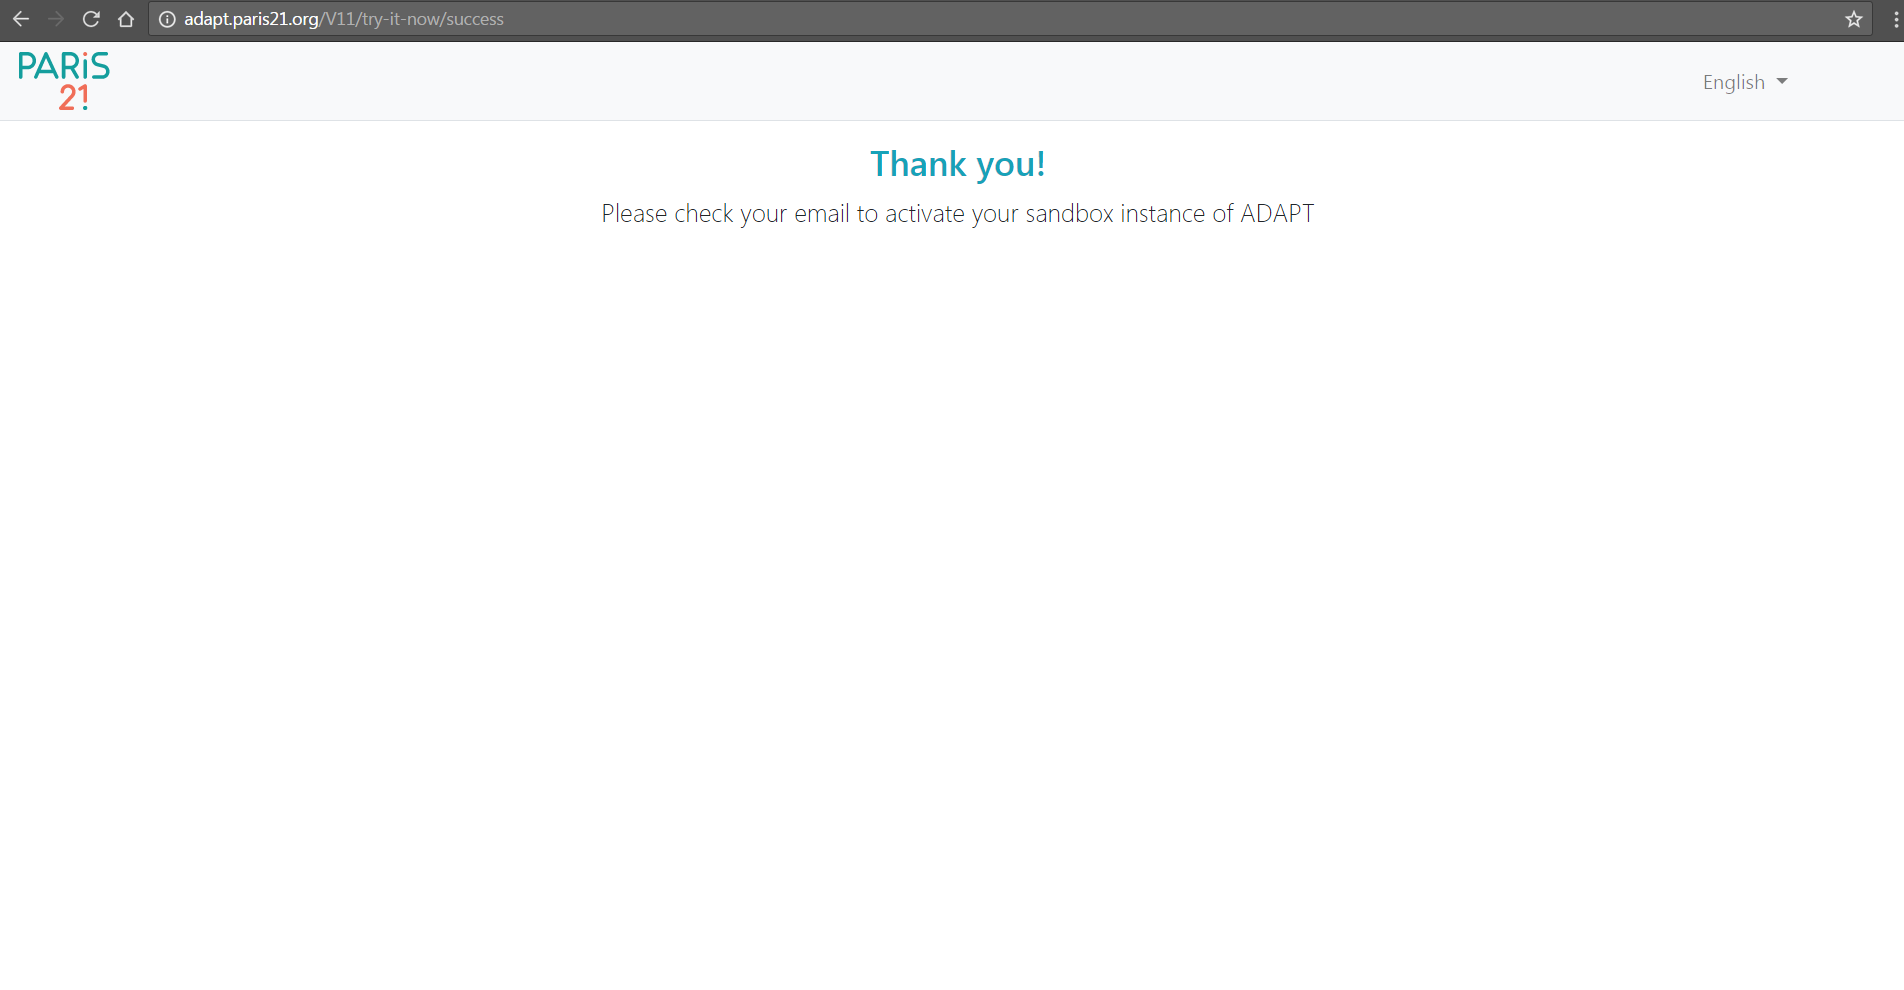 adapt.paris21.org/V11/try-it-now/success
PARiS
21!
English
Thank you!
Please check your email to activate your sandbox instance of ADAPT